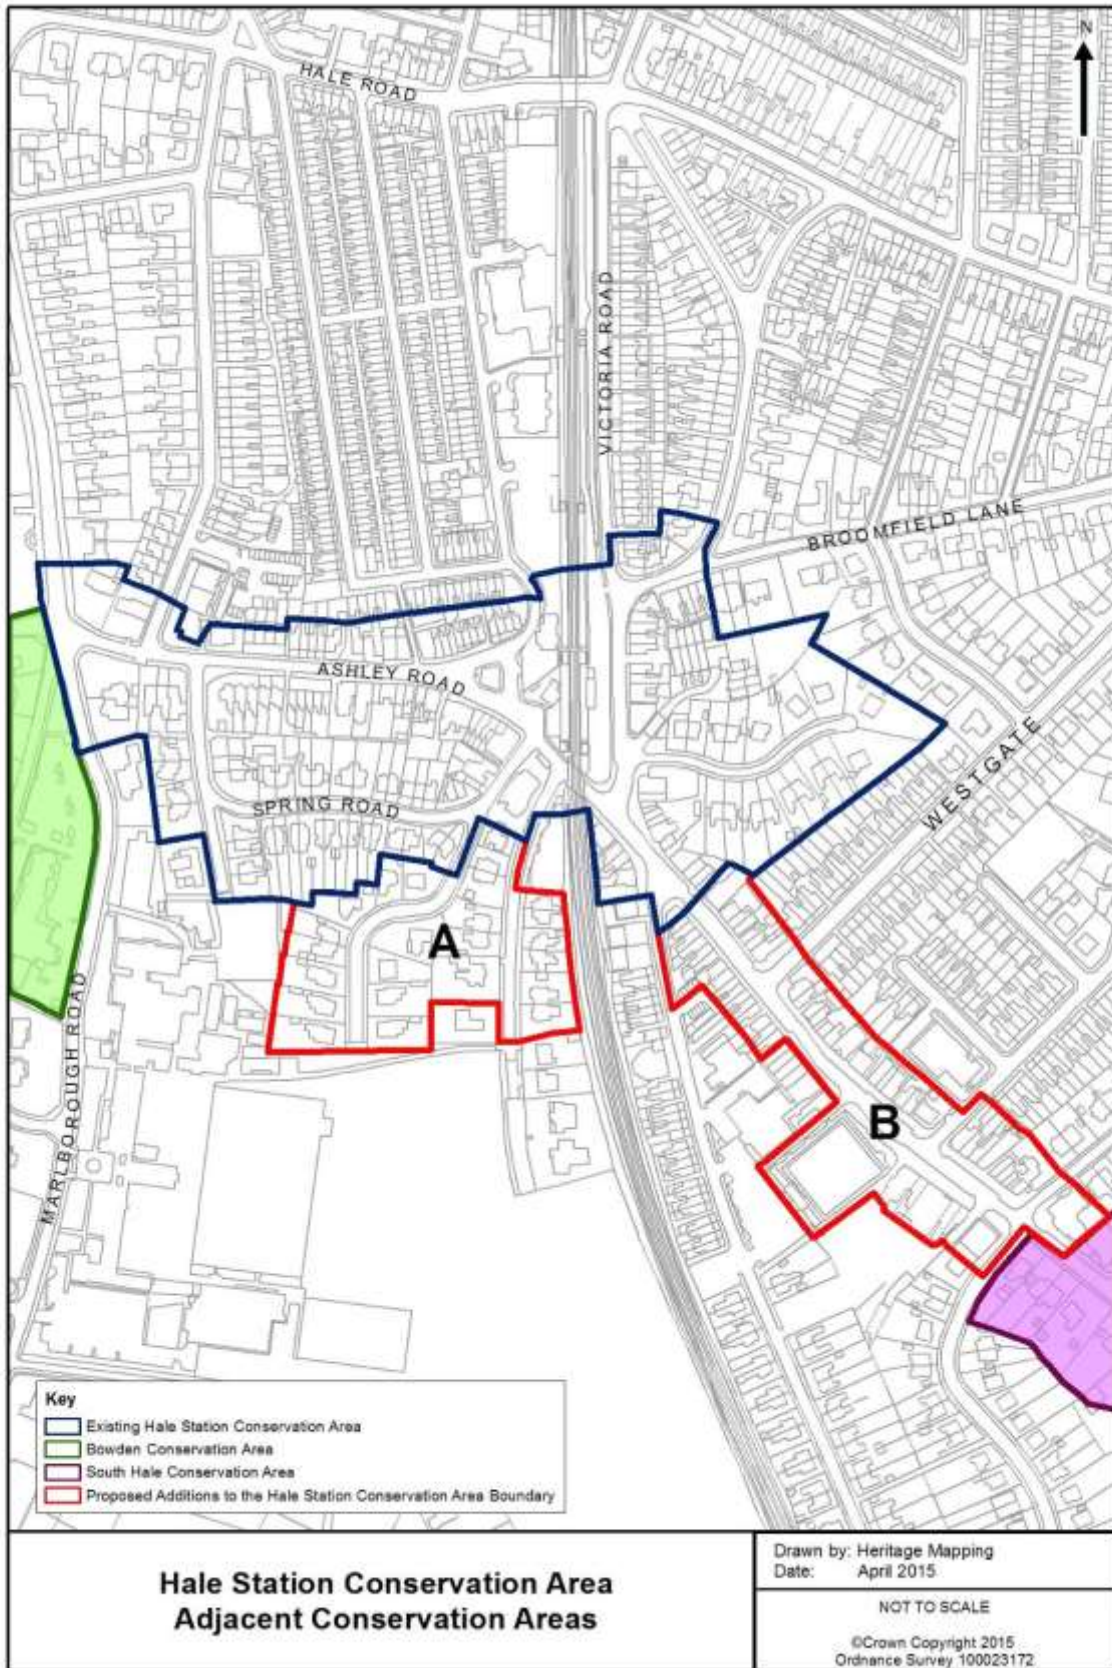 N
HALE ROAD
VICTORIA ROAD
BROOMFIELD LANE
ASHLEY ROAD
WESTGATE
SPRING ROAD
A
MARLBOROUGH ROAD
B
Key
Existing Hale Station Conservation Area
Bowden Conservation Area
South Hale Conservation Area
Proposed Additions to the Hale Station Conservation Area Boundary
Hale Station Conservation Area
Adjacent Conservation Areas
Drawn by: Heritage Mapping
Date: April 2015
NOT TO SCALE
©Crown Copyright 2015
Ordnance Survey 100023172